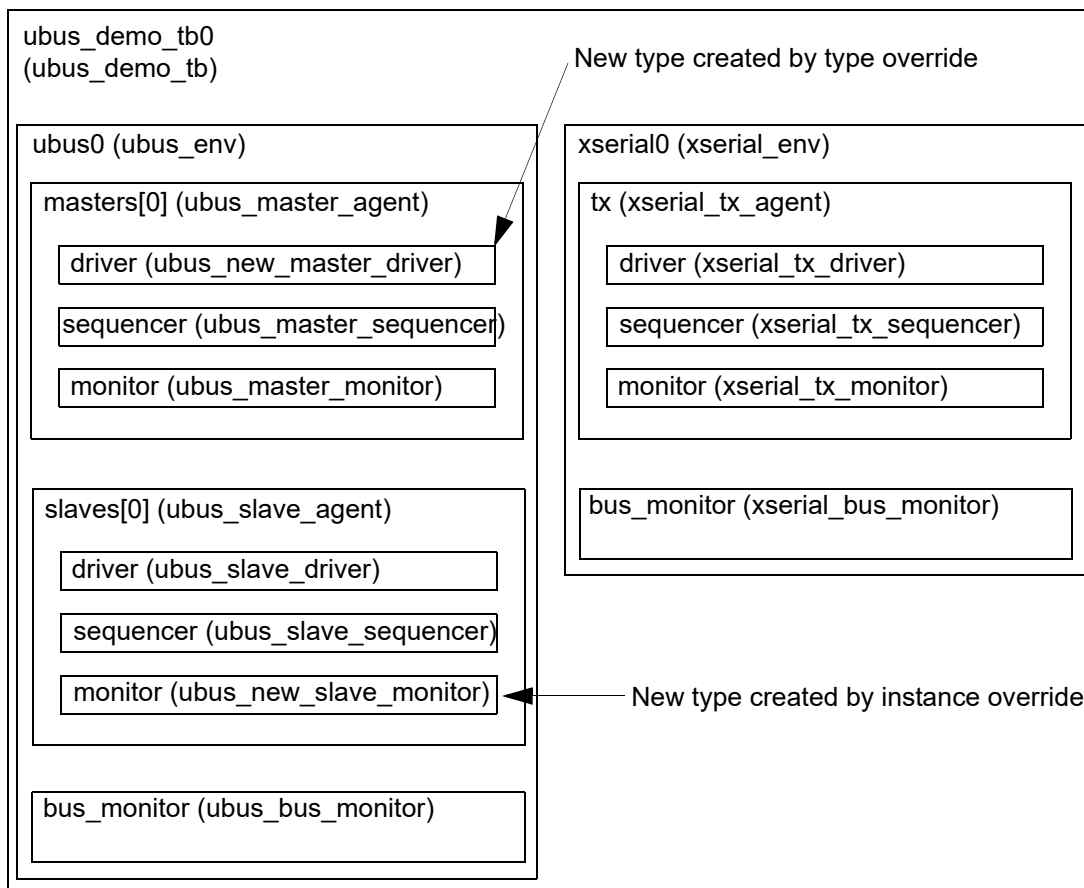 ubus_demo_tb0
(ubus_demo_tb)
New type created by type override
ubus0 (ubus_env)
masters[0] (ubus_master_agent)
driver (ubus_new_master_driver)
sequencer (ubus_master_sequencer)
monitor (ubus_master_monitor)
slaves[0] (ubus_slave_agent)
driver (ubus_slave_driver)
sequencer (ubus_slave_sequencer)
monitor (ubus_new_slave_monitor)
New type created by instance override
bus_monitor (ubus_bus_monitor)
xserial0 (xserial_env)
tx (xserial_tx_agent)
driver (xserial_tx_driver)
sequencer (xserial_tx_sequencer)
monitor (xserial_tx_monitor)
bus_monitor (xserial_bus_monitor)